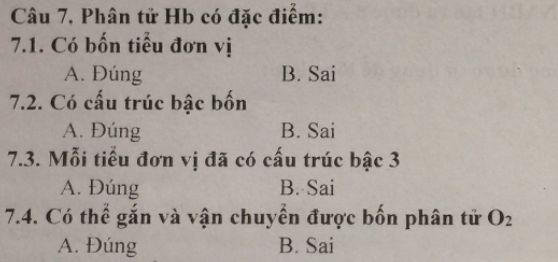 Câu 7. Phân tử Hb có đặc điểm:
7.1. Có bốn tiểu đơn vị
A. Đúng B. Sai
7.2. Có cấu trúc bậc bốn
A. Đúng B. Sai
7.3. Mỗi tiểu đơn vị đã có cấu trúc bậc 3
A. Đúng B. Sai
7.4. Có thể gắn và vận chuyển được bốn phân tử O₂
A. Đúng B. Sai